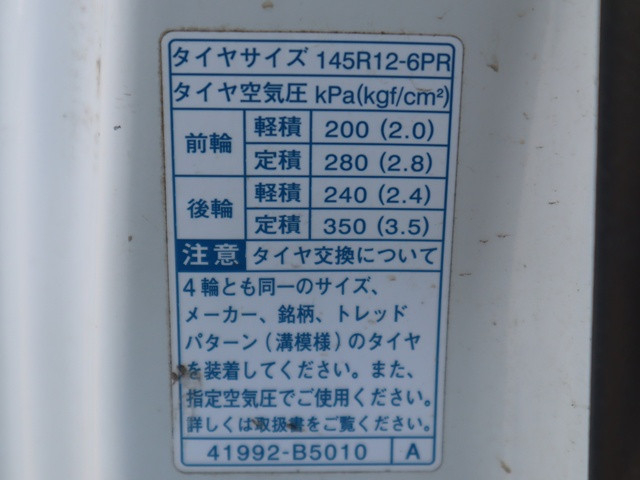 タイヤサイズ 145R12-6PR
タイヤ空気圧 kPa(kgf/cm²)
前輪 軽積 200 (2.0)
定積 280 (2.8)
後輪 軽積 240 (2.4)
定積 350 (3.5)
注意 タイヤ交換について
4輪とも同一のサイズ、
メーカー、銘柄、トレッド
パターン(溝模様)のタイヤ
を装着してください。また、
指定空気圧でご使用ください。
詳しくは取扱書をご覧ください。
41992-B5010 A